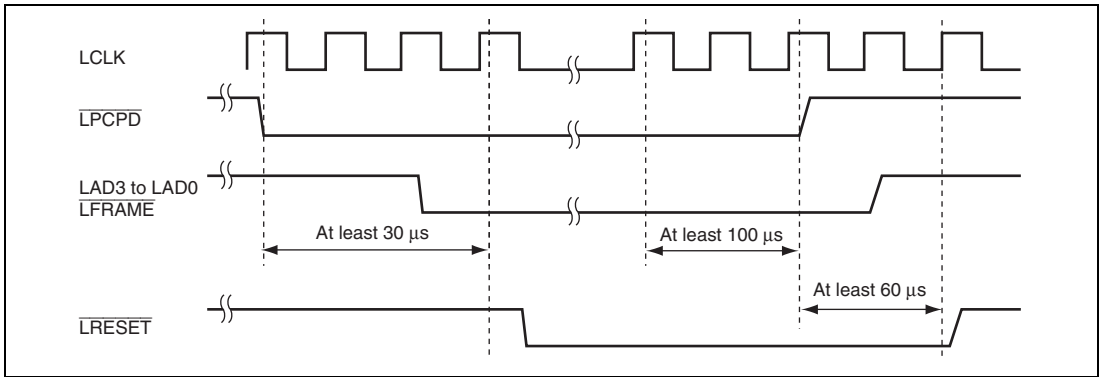 LCLK
LPCPD
LAD3 to LAD0
LFRAME
At least 30 μs
At least 100 μs
At least 60 μs
LRESET